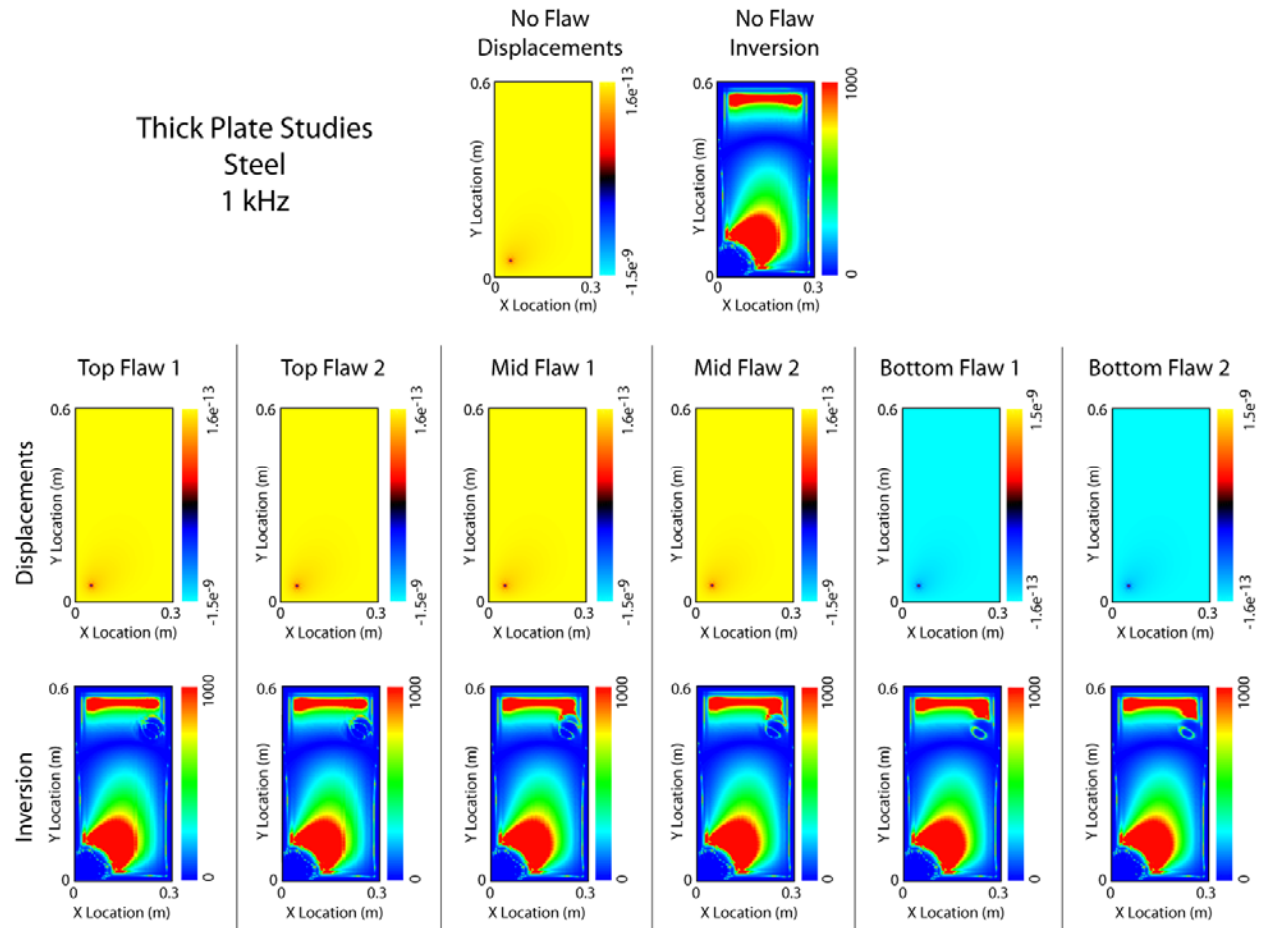 No Flaw
Displacements
No Flaw
Inversion
Thick Plate Studies
Steel
1 kHz
0.6
Y Location (m)
0
0
0.3
X Location (m)
1.6e-13
-1.5e-9
0.6
Y Location (m)
0
0
0.3
X Location (m)
1000
0
Top Flaw 1
Top Flaw 2
Mid Flaw 1
Mid Flaw 2
Bottom Flaw 1
Bottom Flaw 2
Displacements
0.6
Y Location (m)
0
0.3
X Location (m)
1.6e-13
-1.5e-9
0.6
Y Location (m)
0
0
0.3
X Location (m)
1.6e-13
-1.5e-9
0.6
Y Location (m)
0
0
0.3
X Location (m)
1.6e-13
-1.5e-9
0.6
Y Location (m)
0
0
0.3
X Location (m)
1.6e-13
-1.5e-9
0.6
Y Location (m)
0
0
0.3
X Location (m)
1.5e-9
-1.6e-13
0.6
Y Location (m)
0
0
0.3
X Location (m)
1.5e-9
-1.6e-13
Inversion
0.6
Y Location (m)
0
0
0.3
X Location (m)
1000
0
0.6
Y Location (m)
0
0
0.3
X Location (m)
1000
0
0.6
Y Location (m)
0
0
0.3
X Location (m)
1000
0
0.6
Y Location (m)
0
0
0.3
X Location (m)
1000
0
0.6
Y Location (m)
0
0
0.3
X Location (m)
1000
0
0.6
Y Location (m)
0
0
0.3
X Location (m)
1000
0